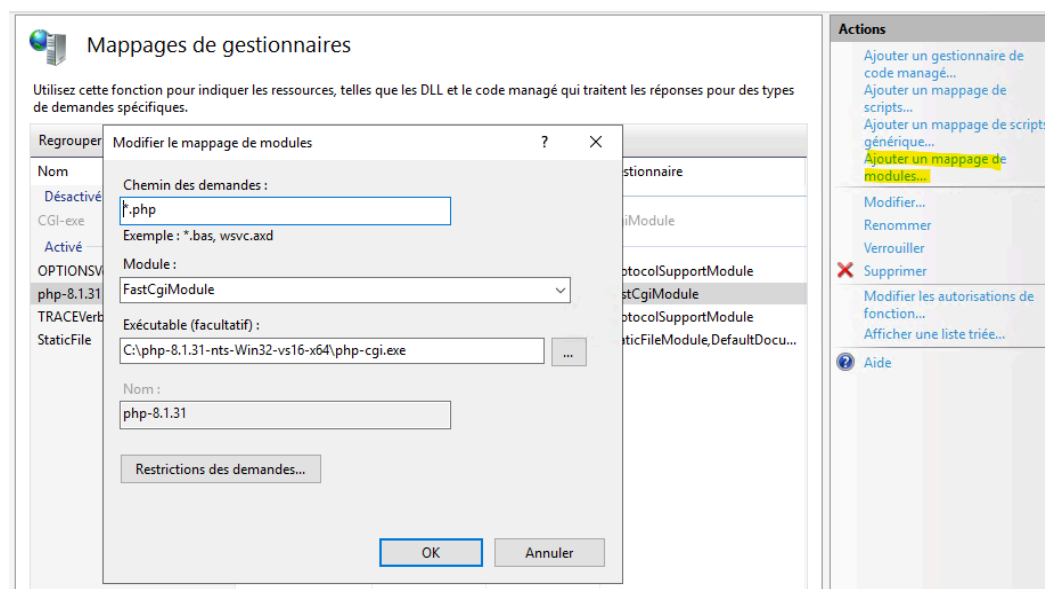 Mappages de gestionnaires
Utilisez cette fonction pour indiquer les ressources, telles que les DLL et le code managé qui traitent les réponses pour des types
de demandes spécifiques.
Regrouper
Nom
stionnaire
Désactivé
CGI-exe
iModule
Activé
OPTIONSV
otocolSupportModule
php-8.1.31
stCgiModule
TRACEVerb
otocolSupportModule
StaticFile
aticFileModule,DefaultDocu...
Modifier le mappage de modules
? ×
Chemin des demandes :
*.php
Exemple : *.bas, wsvc.axd
Module :
FastCgiModule
Exécutable (facultatif) :
C:\php-8.1.31-nts-Win32-vs16-x64\php-cgi.exe
...
Nom :
php-8.1.31
Restrictions des demandes...
OK
Annuler
Actions
Ajouter un gestionnaire de
code managé...
Ajouter un mappage de
scripts...
Ajouter un mappage de scripts
générique...
Ajouter un mappage de
modules...
Modifier...
Renommer
Verrouiller
Supprimer
Modifier les autorisations de
fonction...
Afficher une liste triée...
Aide